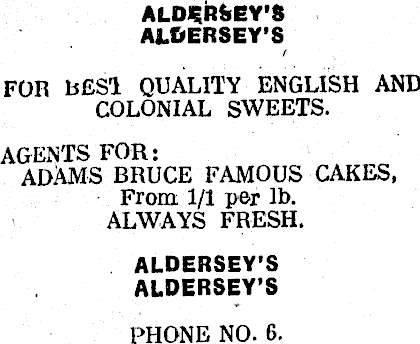 ALDERSEY'S
ALDERSEY'S
FOR BEST QUALITY ENGLISH AND
COLONIAL SWEETS.
AGENTS FOR:
ADAMS BRUCE FAMOUS CAKES,
From 1/1 per lb.
ALWAYS FRESH.
ALDERSEY'S
ALDERSEY'S
PHONE NO. 6.